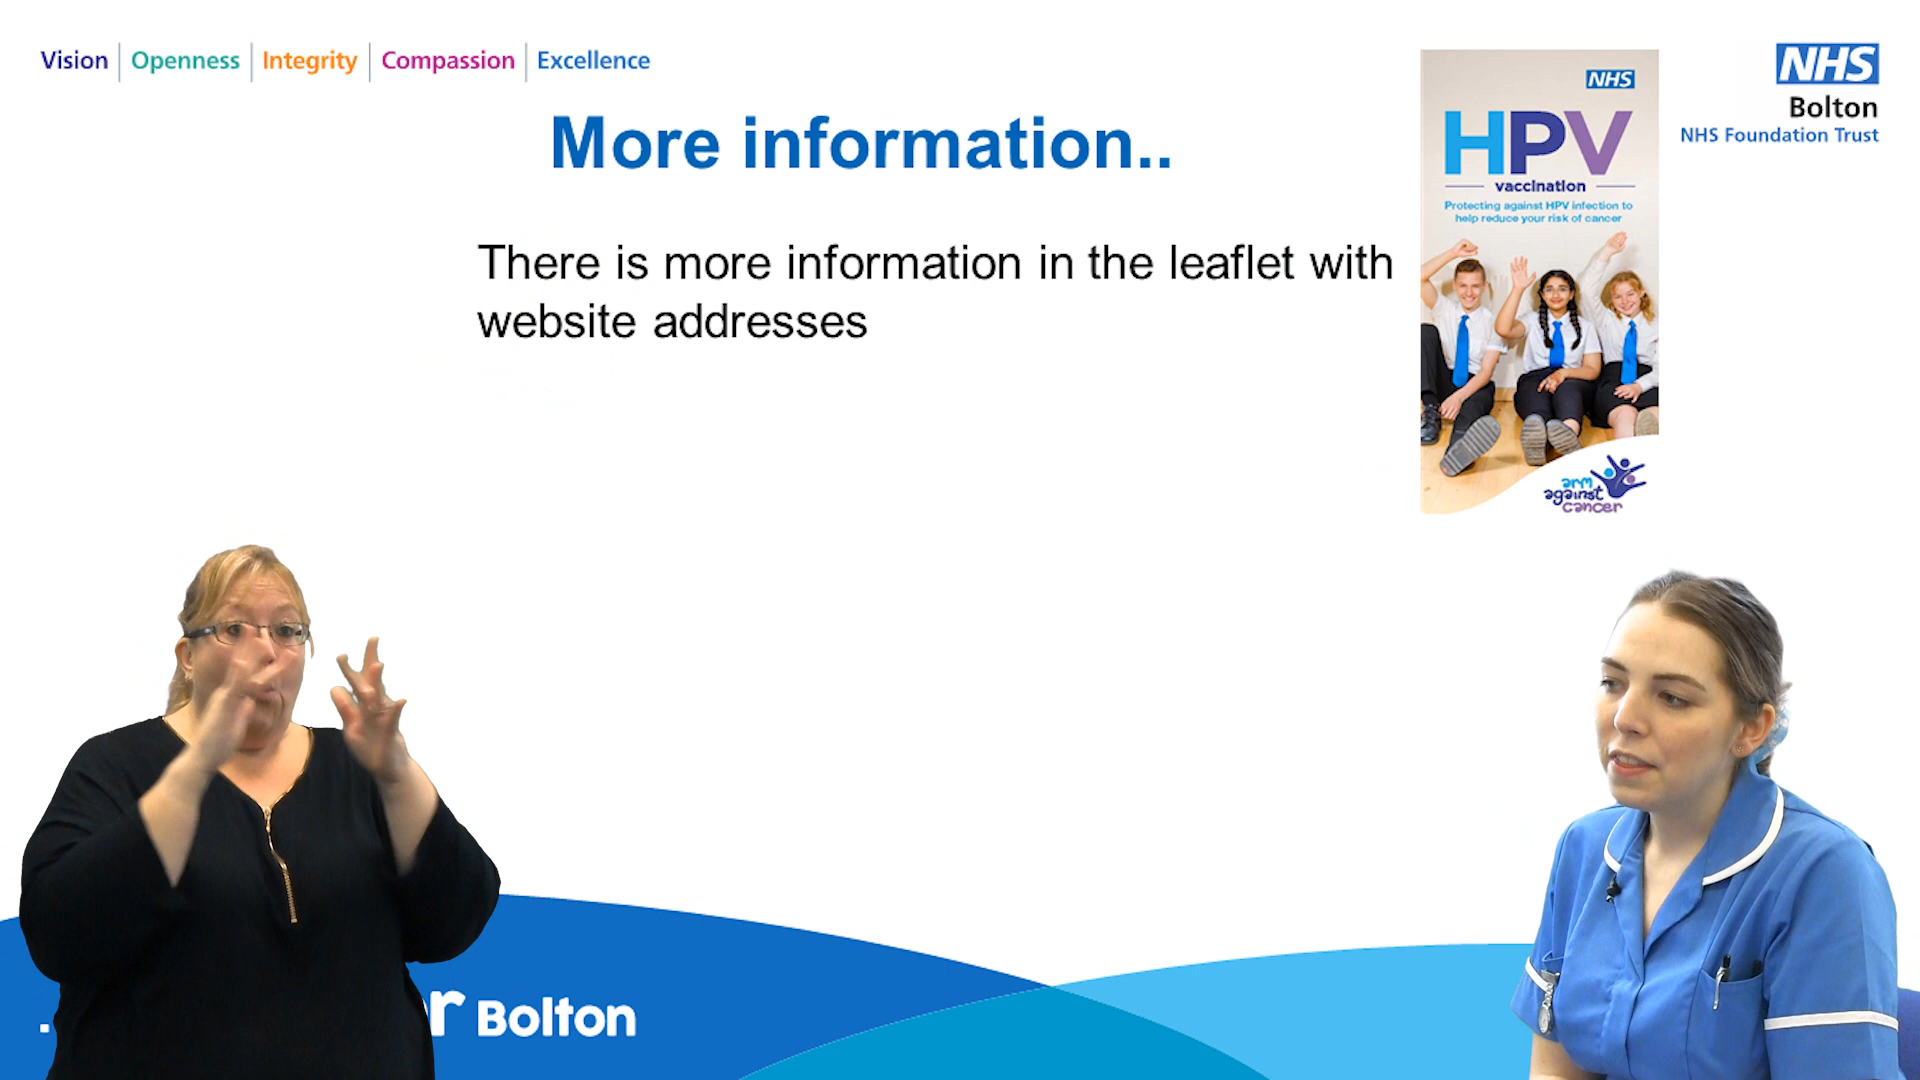 Vision | Openness | Integrity | Compassion | Excellence
NHS
Bolton
NHS Foundation Trust
More information..
There is more information in the leaflet with
website addresses
NHS
HPV
vaccination
Protecting against HPV infection to
help reduce your risk of cancer
arm
against
cancer
Bolton